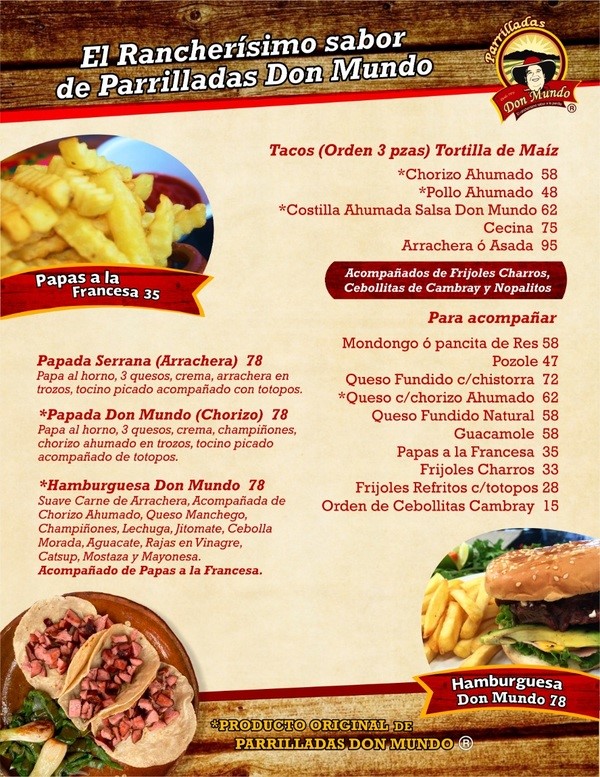 El Rancherísimo sabor
de Parrilladas Don Mundo
Parrilladas
Don Mundo
®
Tacos (Orden 3 pzas) Tortilla de Maíz
*Chorizo Ahumado 58
*Pollo Ahumado 48
*Costilla Ahumada Salsa Don Mundo 62
Cecina 75
Arrachera ó Asada 95
Acompañados de Frijoles Charros,
Cebollitas de Cambray y Nopalitos
Papas a la
Francesa 35
Para acompañar
Mondongo ó pancita de Res 58
Pozole 47
Queso Fundido c/chistorra 72
*Queso c/chorizo Ahumado 62
Queso Fundido Natural 58
Guacamole 58
Papas a la Francesa 35
Frijoles Charros 33
Frijoles Refritos c/totopos 28
Orden de Cebollitas Cambray 15
Papada Serrana (Arrachera) 78
Papa al horno, 3 quesos, crema, arrachera en
trozos, tocino picado acompañado con totopos.
*Papada Don Mundo (Chorizo) 78
Papa al horno, 3 quesos, crema, champiñones,
chorizo ahumado en trozos, tocino picado
acompañado de totopos.
*Hamburguesa Don Mundo 78
Suave Carne de Arrachera, Acompañada de
Chorizo Ahumado, Queso Manchego,
Champiñones, Lechuga, Jitomate, Cebolla
Morada, Aguacate, Rajas en Vinagre,
Catsup, Mostaza y Mayonesa.
Acompañado de Papas a la Francesa.
Hamburguesa
Don Mundo 78
*PRODUCTO ORIGINAL DE
PARRILLADAS DON MUNDO ®